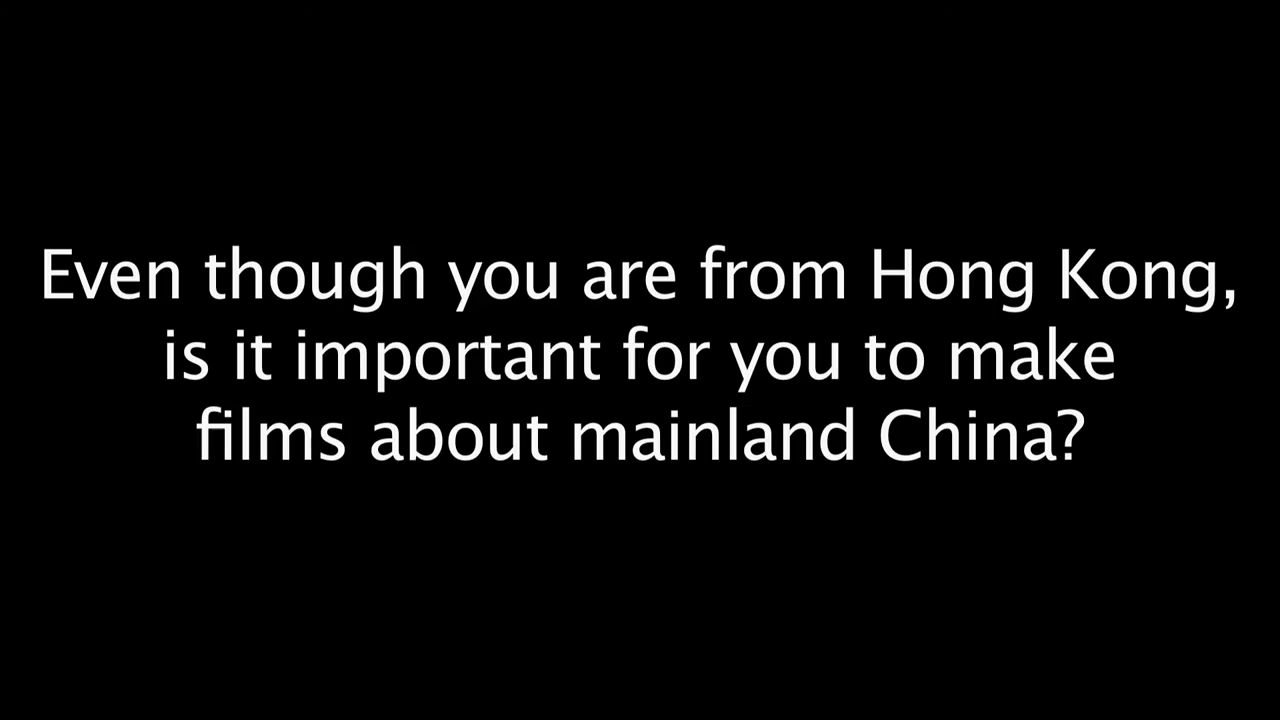 Even though you are from Hong Kong,
is it important for you to make
films about mainland China?